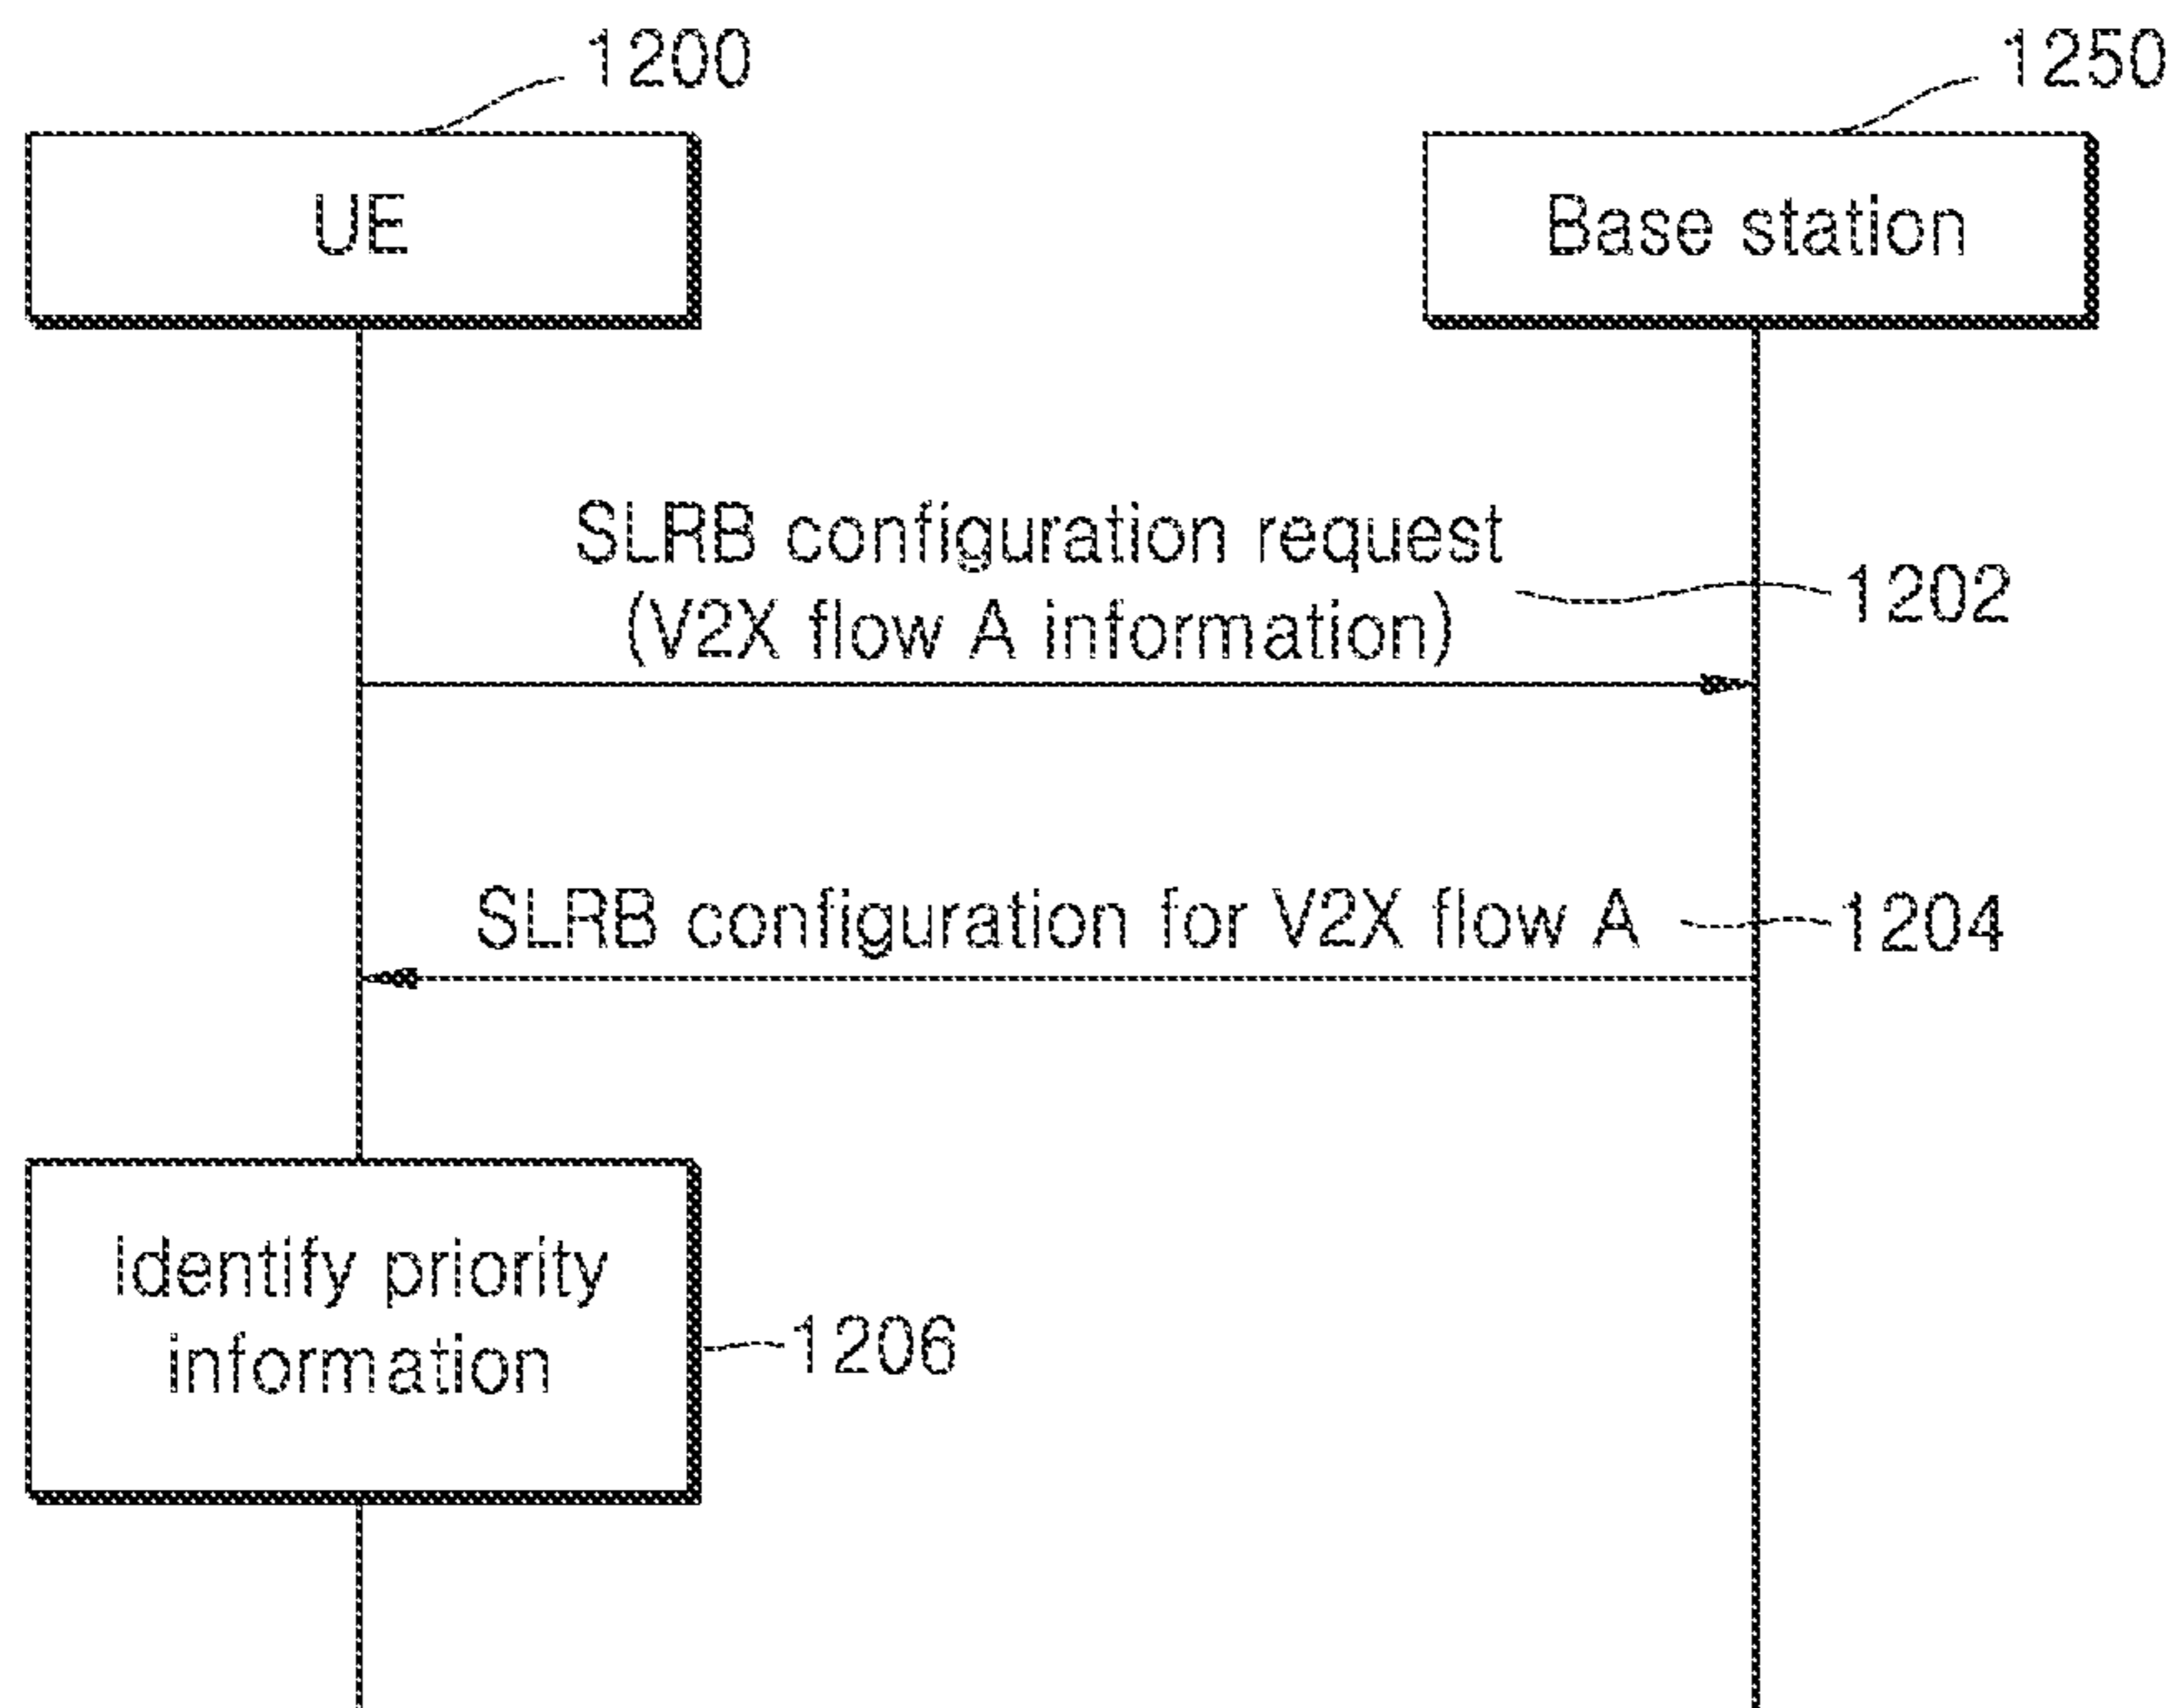 1200
1250
UE
Base station
SLRB configuration request
(V2X flow A information)
1202
SLRB configuration for V2X flow A
1204
Identify priority
information
1206